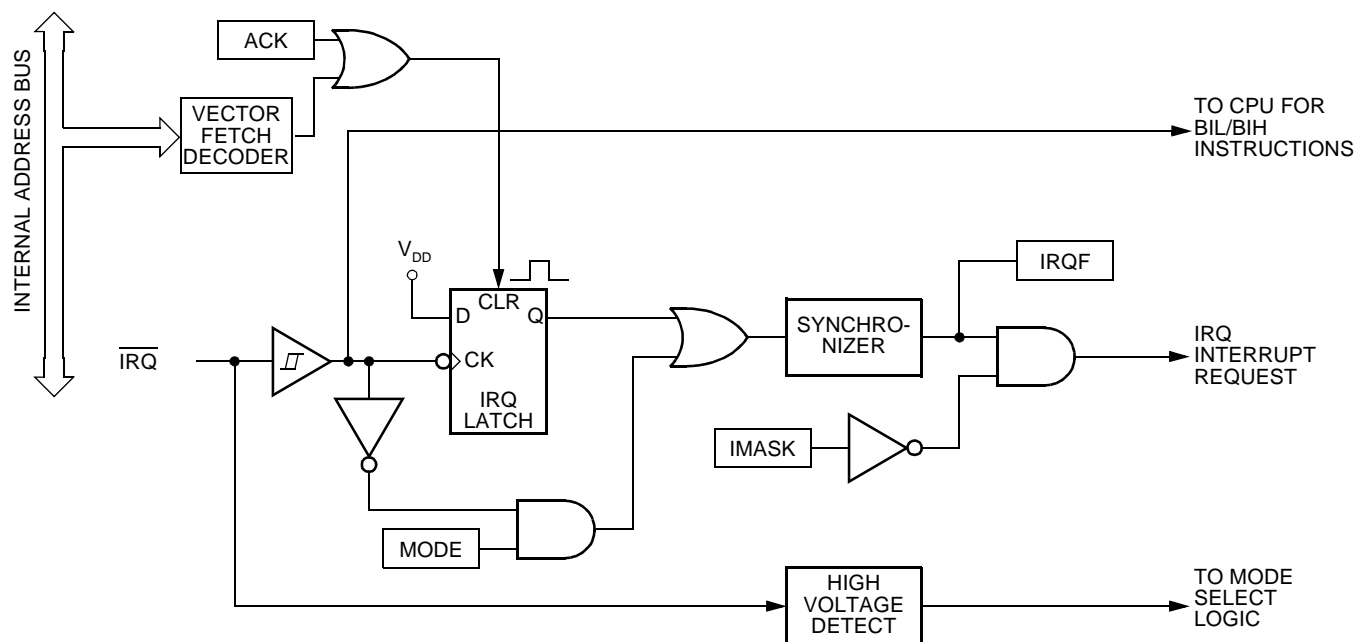 INTERNAL ADDRESS BUS
ACK
VECTOR
FETCH
DECODER
TO CPU FOR
BIL/BIH
INSTRUCTIONS
VDD
CLR
D
Q
CK
IRQ
LATCH
IRQ
SYNCHRO-
NIZER
IRQF
IRQ
INTERRUPT
REQUEST
IMASK
MODE
HIGH
VOLTAGE
DETECT
TO MODE
SELECT
LOGIC